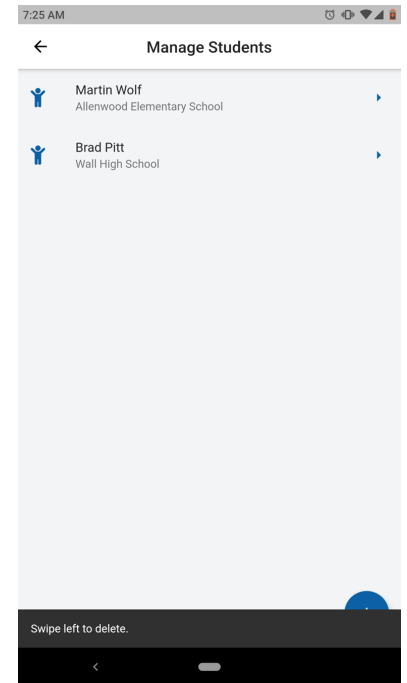 7:25 AM
Manage Students
Martin Wolf
Allenwood Elementary School
Brad Pitt
Wall High School
Swipe left to delete.